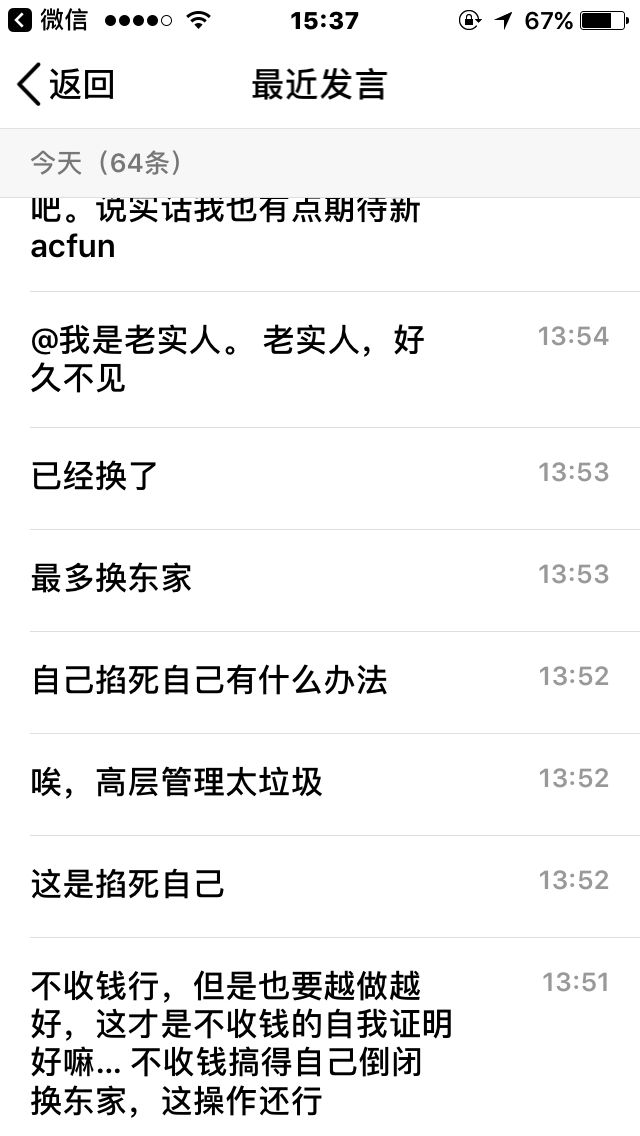 微信
15:37
67%
返回
最近发言
今天（64条）
吧。说实话我也有点期待新
acfun
@我是老实人。 老实人，好
久不见
13:54
已经换了
13:53
最多换东家
13:53
自己掐死自己有什么办法
13:52
唉，高层管理太垃圾
13:52
这是掐死自己
13:52
不收钱行，但是也要越做越
好，这才是不收钱的自我证明
好嘛... 不收钱搞得自己倒闭
换东家，这操作还行
13:51